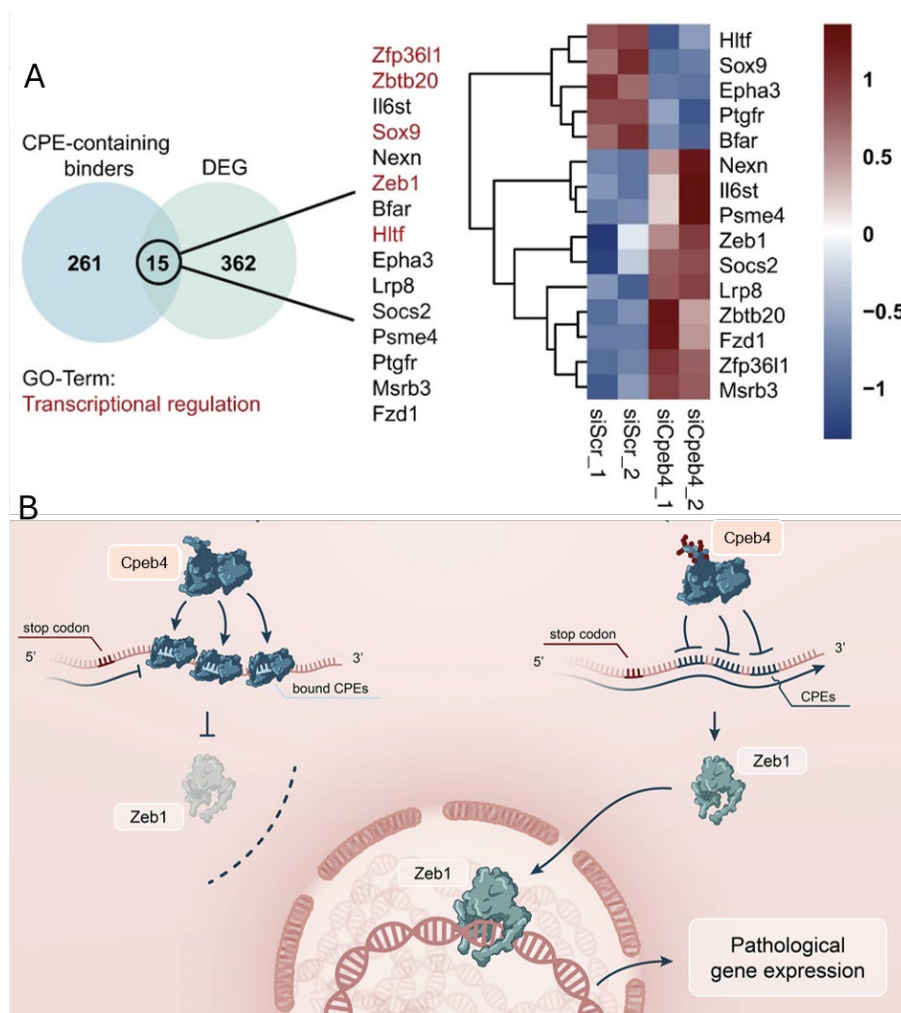 A
CPE-containing
binders
DEG
261
15
362
GO-Term:
Transcriptional regulation
Zfp36l1
Zbtb20
Il6st
Sox9
Nexn
Zeb1
Bfar
Hltf
Epha3
Lrp8
Socs2
Psme4
Ptgfr
Msrb3
Fzd1
Hltf
Sox9
Epha3
Ptgfr
Bfar
Nexn
Il6st
Psme4
Zeb1
Socs2
Lrp8
Zbtb20
Fzd1
Zfp36l1
Msrb3
siScr_1
siScr_2
siCpeb4_1
siCpeb4_2
1
0.5
0
−0.5
−1
B
Cpeb4
stop codon
5'
3'
bound CPEs
Zeb1
Cpeb4
stop codon
5'
3'
CPEs
Zeb1
Zeb1
Pathological
gene expression